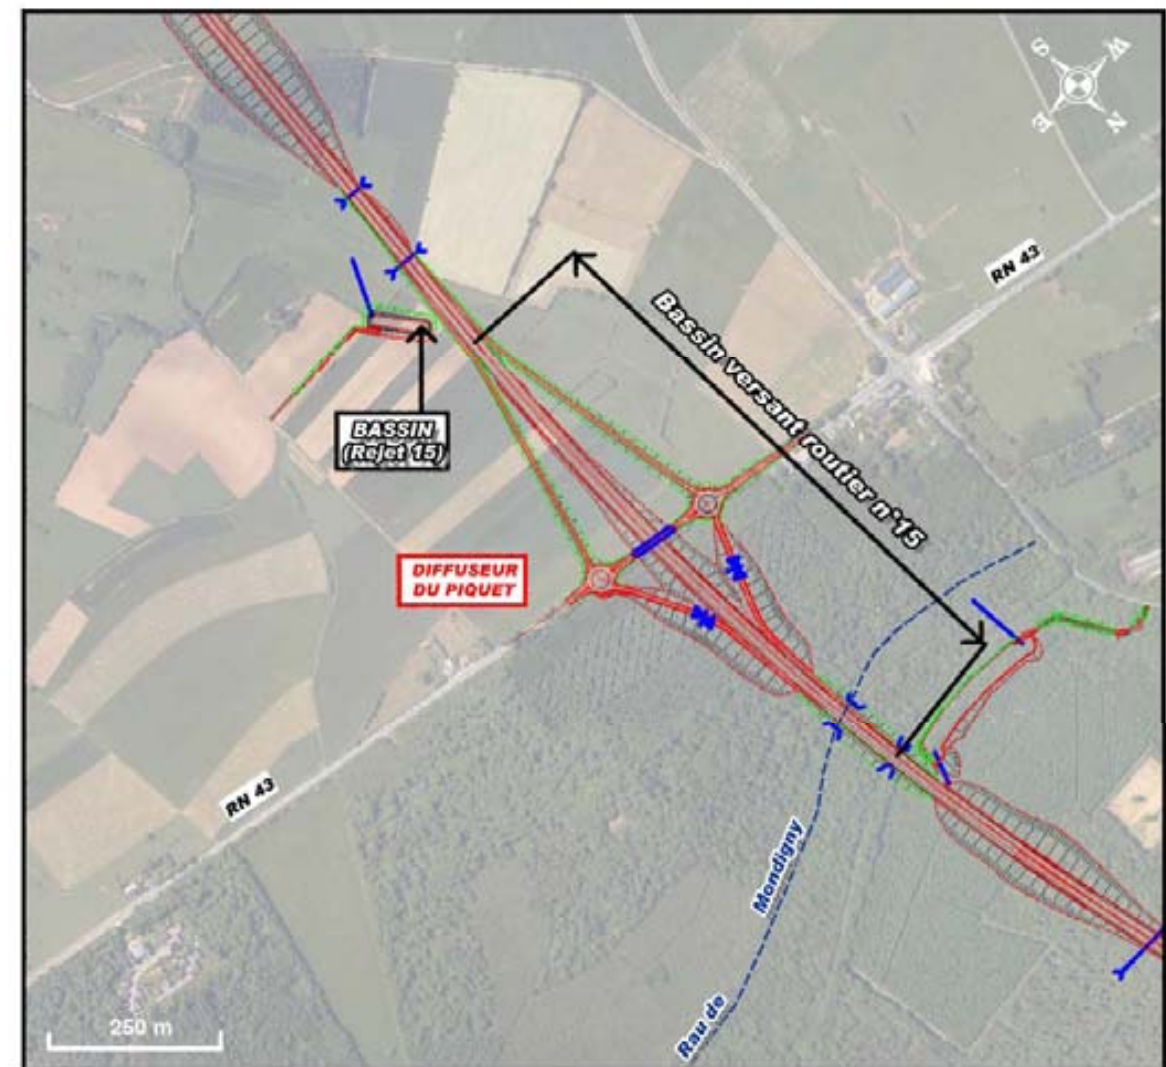 S
W
E
N
RN 43
Bassin versant routier n°15
BASSIN
(Rejet 15)
DIFFUSEUR
DU PIQUET
RN 43
Rau de Mondigny
250 m